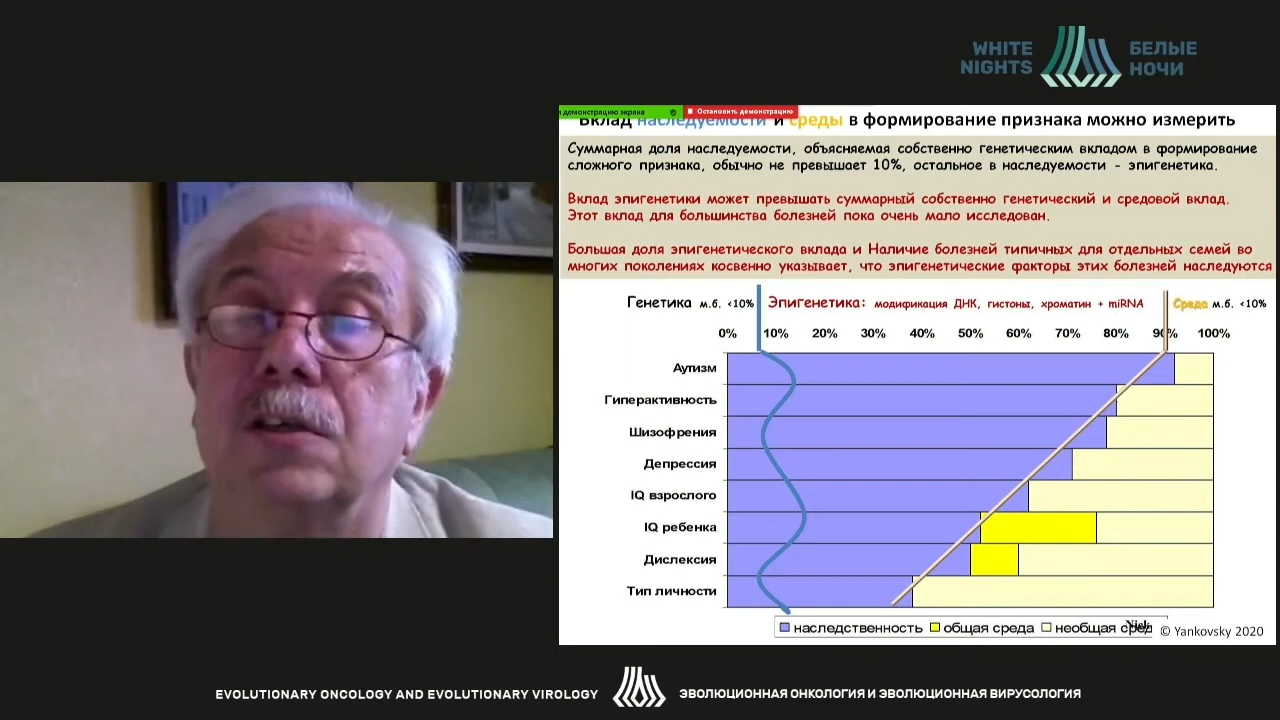 WHITE
NIGHTS
БЕЛЫЕ
НОЧИ
демонстрацию экрана
Остановить демонстрацию
Вклад наследуемости и среды в формирование признака можно измерить
Суммарная доля наследуемости, объясняемая собственно генетическим вкладом в формирование
сложного признака, обычно не превышает 10%, остальное в наследуемости - эпигенетика.
Вклад эпигенетики может превышать суммарный собственно генетический и средовой вклад.
Этот вклад для большинства болезней пока очень мало исследован.
Большая доля эпигенетического вклада и Наличие болезней типичных для отдельных семей во
многих поколениях косвенно указывает, что эпигенетические факторы этих болезней наследуются
Генетика м.б. <10% Эпигенетика: модификация ДНК, гистоны, хроматин + miRNA Среда м.б. <10%
0% 10% 20% 30% 40% 50% 60% 70% 80% 90% 100%
Аутизм
Гиперактивность
Шизофрения
Депрессия
IQ взрослого
IQ ребенка
Дислексия
Тип личности
наследственность общая среда необщая сред
© Yankovsky 2020
EVOLUTIONARY ONCOLOGY AND EVOLUTIONARY VIROLOGY
ЭВОЛЮЦИОННАЯ ОНКОЛОГИЯ И ЭВОЛЮЦИОННАЯ ВИРУСОЛОГИЯ